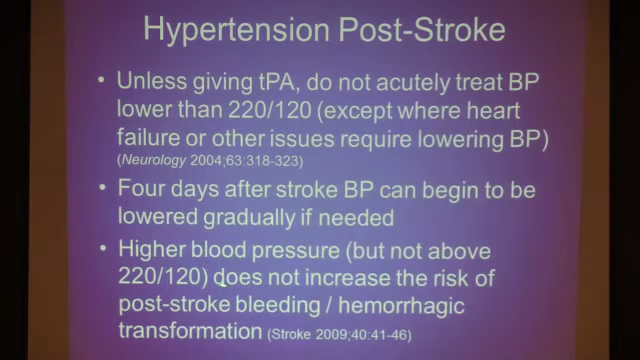 Hypertension Post-Stroke
• Unless giving tPA, do not acutely treat BP
lower than 220/120 (except where heart
failure or other issues require lowering BP)
(Neurology 2004;63:318-323)
• Four days after stroke BP can begin to be
lowered gradually if needed
• Higher blood pressure (but not above
220/120) does not increase the risk of
post-stroke bleeding / hemorrhagic
transformation (Stroke 2009;40:41-46)